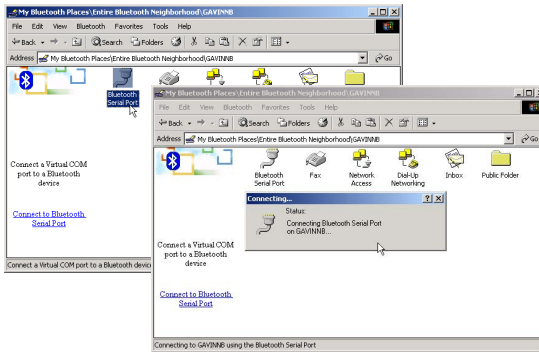 My Bluetooth Places\Entire Bluetooth Neighborhood\GAVINNB
File Edit View Bluetooth Favorites Tools Help
Back Search Folders
Address My Bluetooth Places\Entire Bluetooth Neighborhood\GAVINNB Go
Bluetooth
Serial Port
Connect a Virtual COM
port to a Bluetooth
device
Connect to Bluetooth
Serial Port
Connect a Virtual COM port to a Bluetooth device
My Bluetooth Places\Entire Bluetooth Neighborhood\GAVINNB
File Edit View Bluetooth Favorites Tools Help
Back Search Folders
Address My Bluetooth Places\Entire Bluetooth Neighborhood\GAVINNB Go
Bluetooth
Serial Port
Fax
Network
Access
Dial-Up
Networking
Inbox
Public Folder
Connecting...
Status:
Connecting Bluetooth Serial Port
on GAVINNB...
Connect a Virtual COM
port to a Bluetooth
device
Connect to Bluetooth
Serial Port
Connecting to GAVINNB using the Bluetooth Serial Port